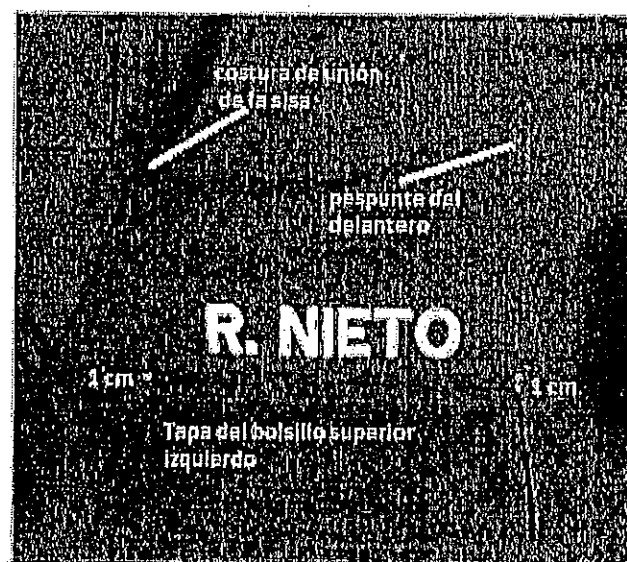 costura de unión
de la sisa
pespunte del
delantero
R. NIETO
1 cm
1 cm
Tapa del bolsillo superior
izquierdo